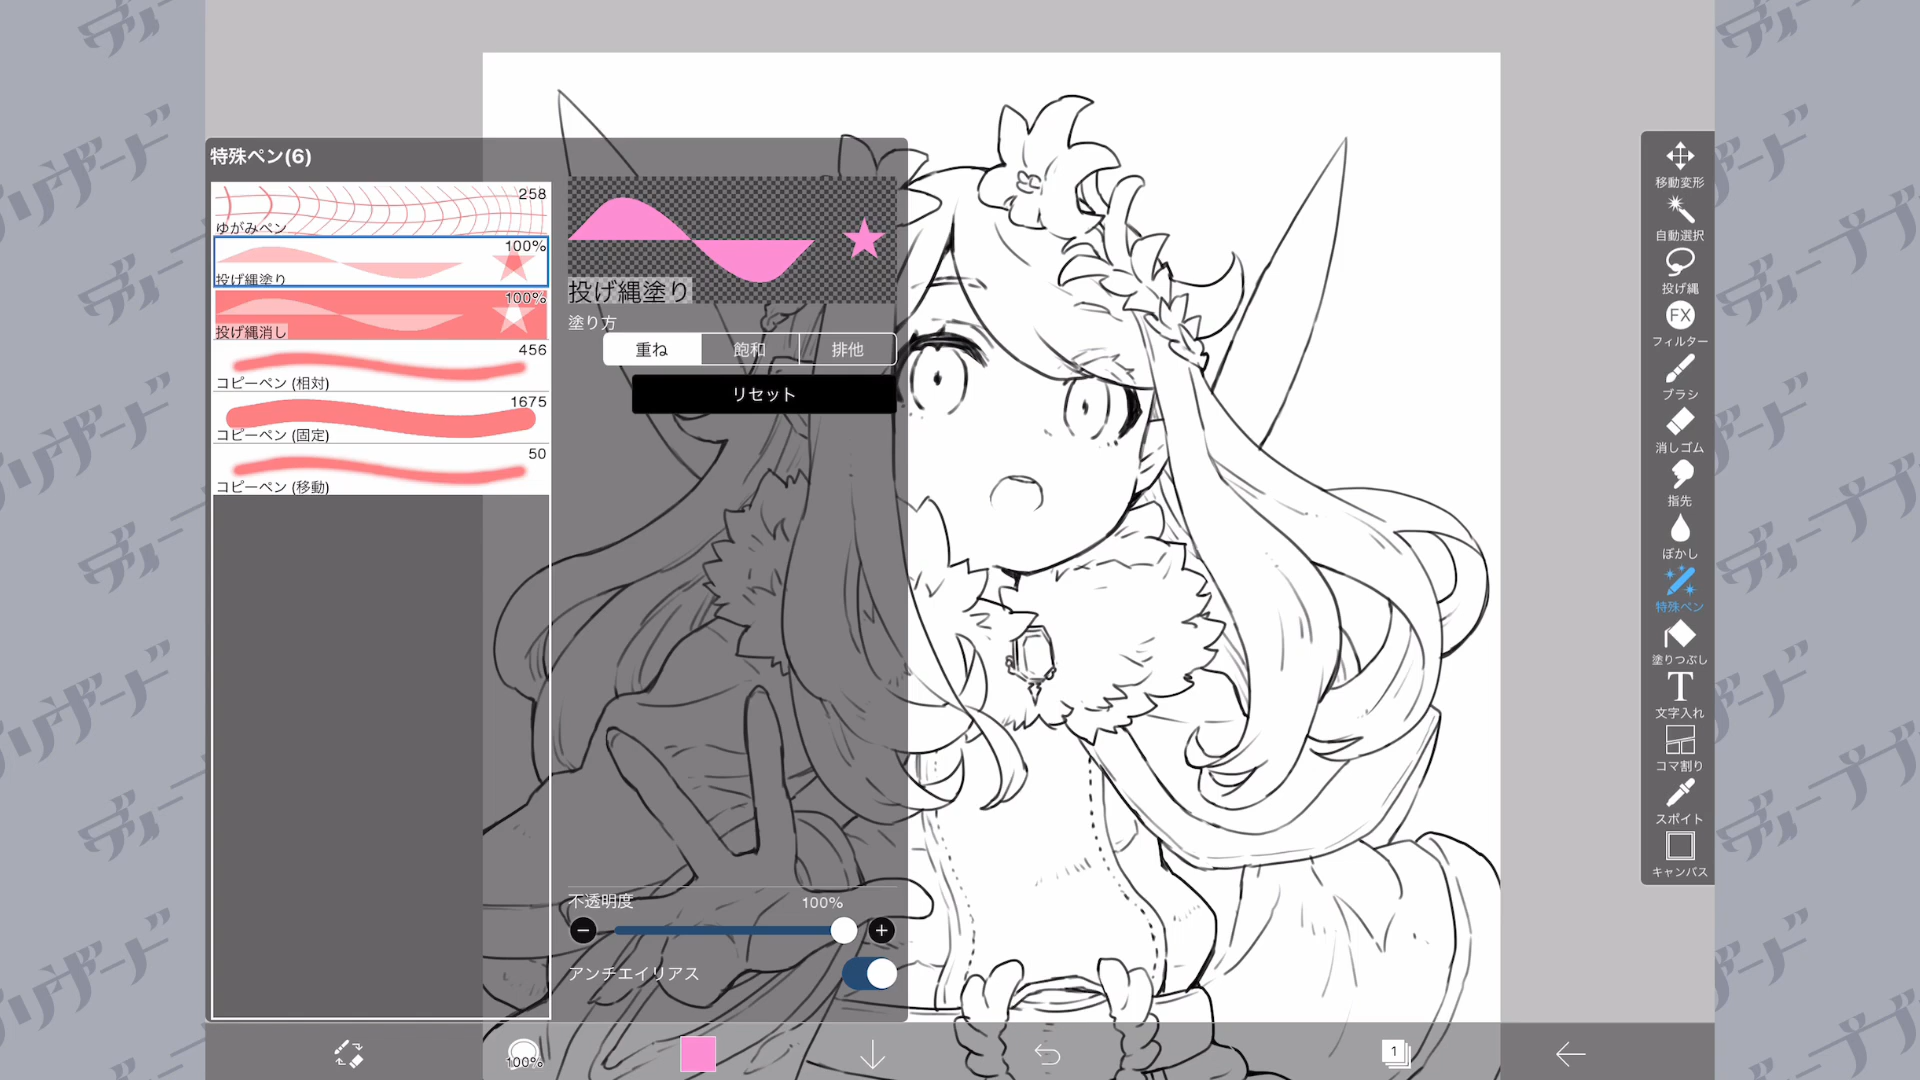 特殊ペン(6)
258
ゆがみペン
100%
投げ縄塗り
100%
投げ縄消し
456
コピーペン (相対)
1675
コピーペン (固定)
50
コピーペン (移動)
投げ縄塗り
塗り方
重ね 飽和 排他
リセット
不透明度 100%
アンチエイリアス
100%
1
移動変形
自動選択
投げ縄
FX
フィルター
ブラシ
消しゴム
指先
ぼかし
特殊ペン
塗りつぶし
文字入れ
コマ割り
スポイト
キャンバス